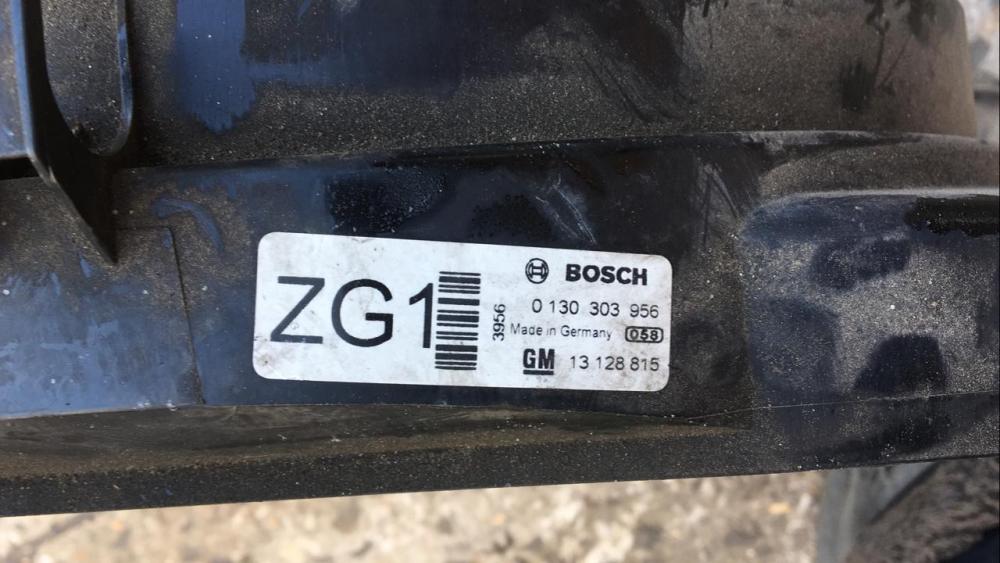 ZG1
3956
BOSCH
0 130 303 956
Made in Germany 058
GM 13 128 815